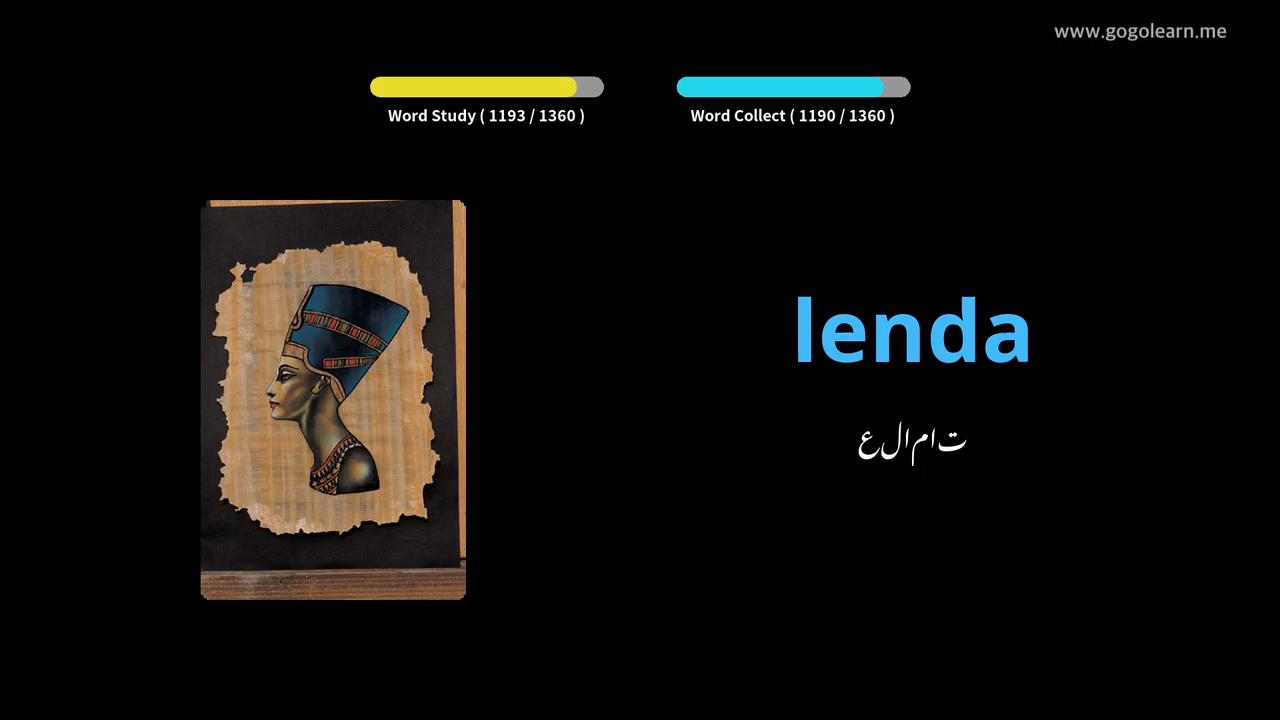 www.gogolearn.me
Word Study ( 1193 / 1360 )
Word Collect ( 1190 / 1360 )
lenda
علامات